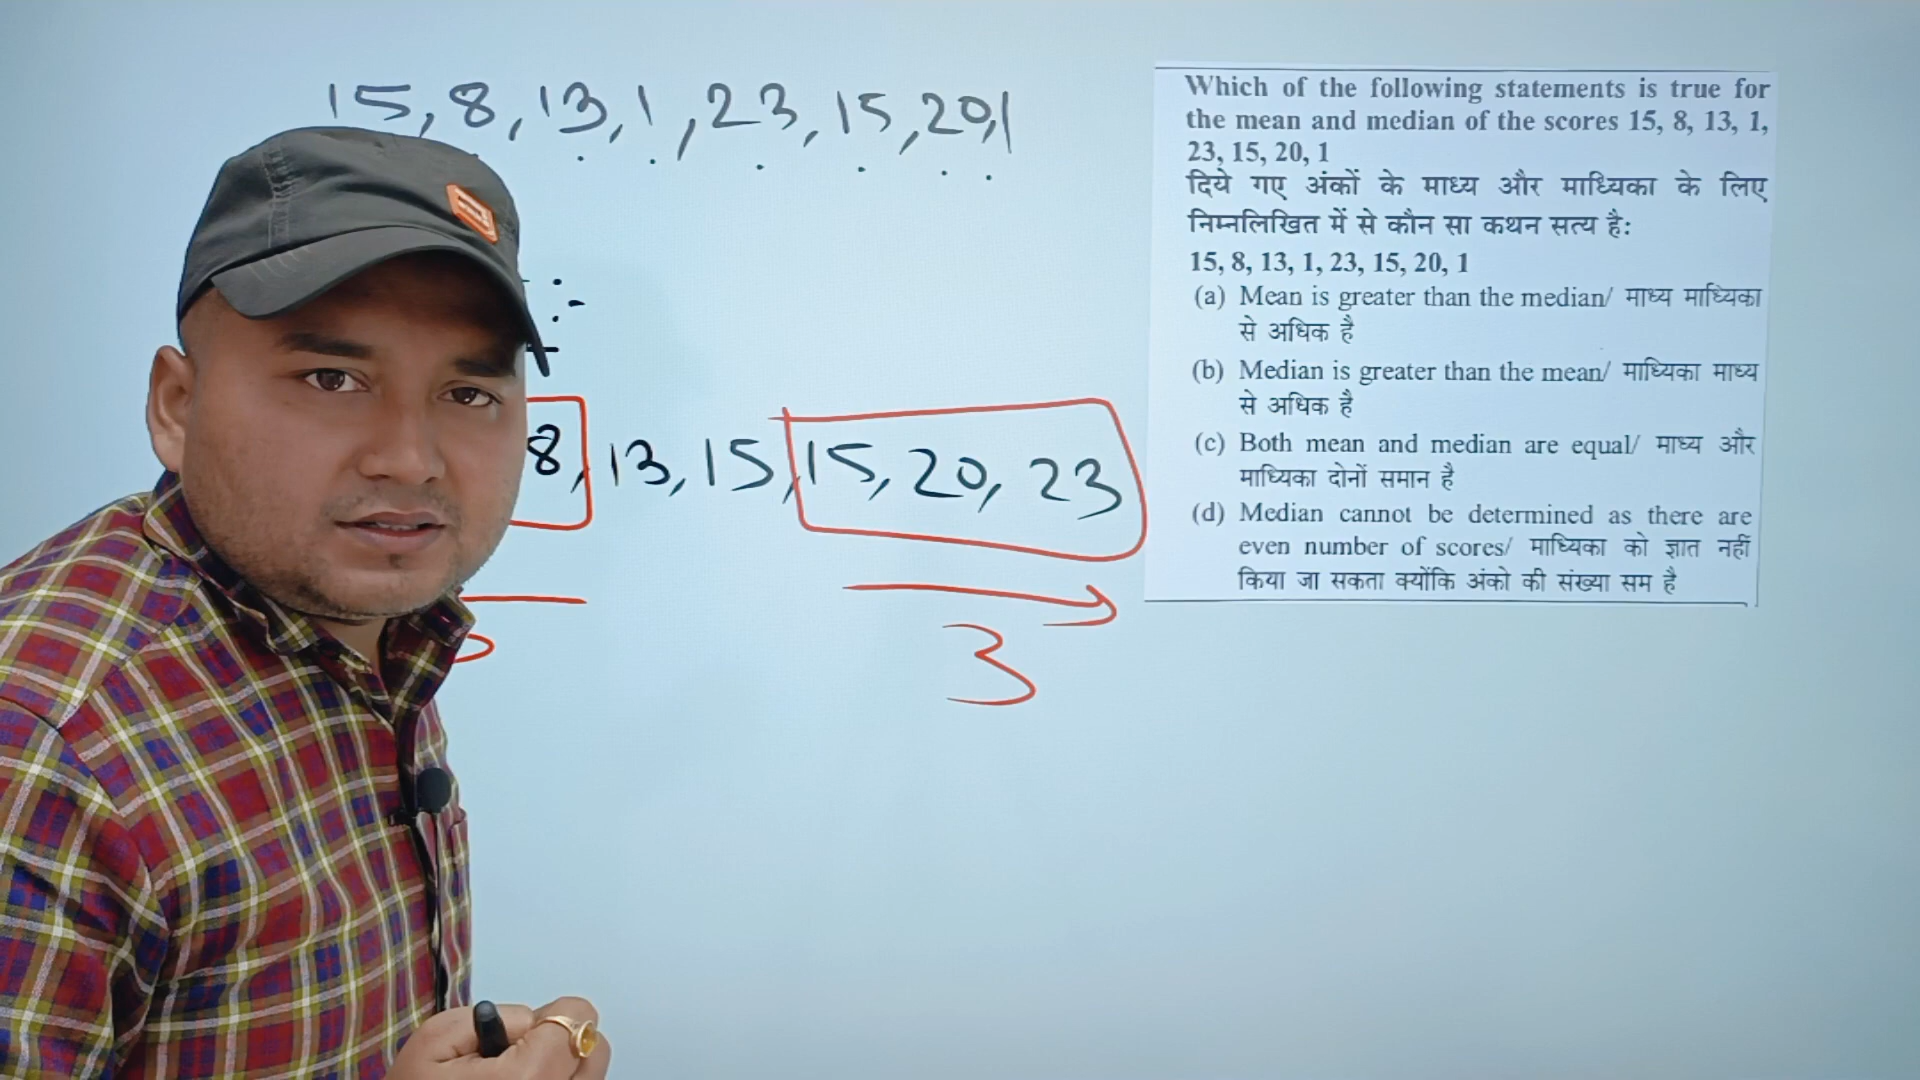 15, 8, 13, 1, 23, 15, 20, 1
8, 13, 15, 15, 20, 23
3
Which of the following statements is true for
the mean and median of the scores 15, 8, 13, 1,
23, 15, 20, 1
दिये गए अंकों के माध्य और माध्यिका के लिए
निम्नलिखित में से कौन सा कथन सत्य है:
15, 8, 13, 1, 23, 15, 20, 1
(a) Mean is greater than the median/ माध्य माध्यिका
से अधिक है
(b) Median is greater than the mean/ माध्यिका माध्य
से अधिक है
(c) Both mean and median are equal/ माध्य और
माध्यिका दोनों समान है
(d) Median cannot be determined as there are
even number of scores/ माध्यिका को ज्ञात नहीं
किया जा सकता क्योंकि अंको की संख्या सम है